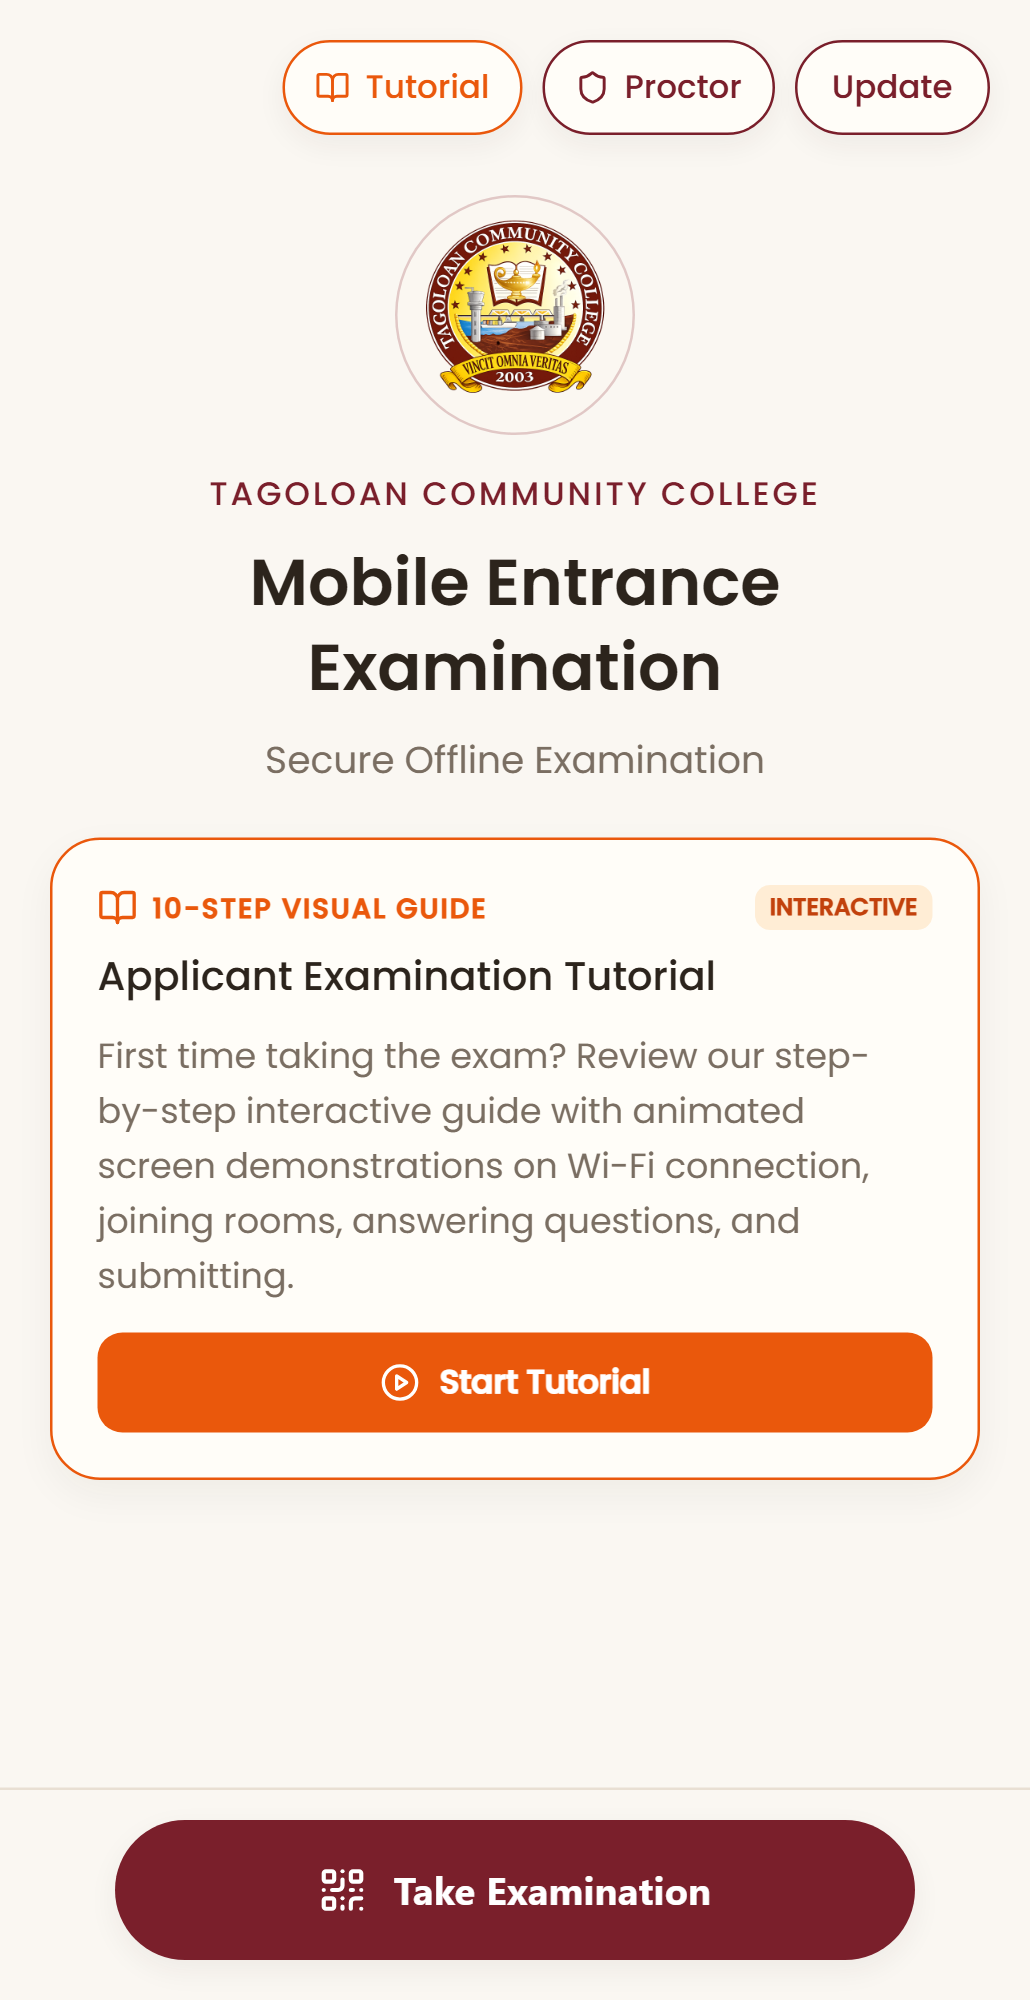 Tutorial
Proctor
Update
TAGOLOAN COMMUNITY COLLEGE
VINCIT OMNIA VERITAS
2003
TAGOLOAN COMMUNITY COLLEGE
Mobile Entrance
Examination
Secure Offline Examination
10-STEP VISUAL GUIDE
INTERACTIVE
Applicant Examination Tutorial
First time taking the exam? Review our step-
by-step interactive guide with animated
screen demonstrations on Wi-Fi connection,
joining rooms, answering questions, and
submitting.
Start Tutorial
Take Examination